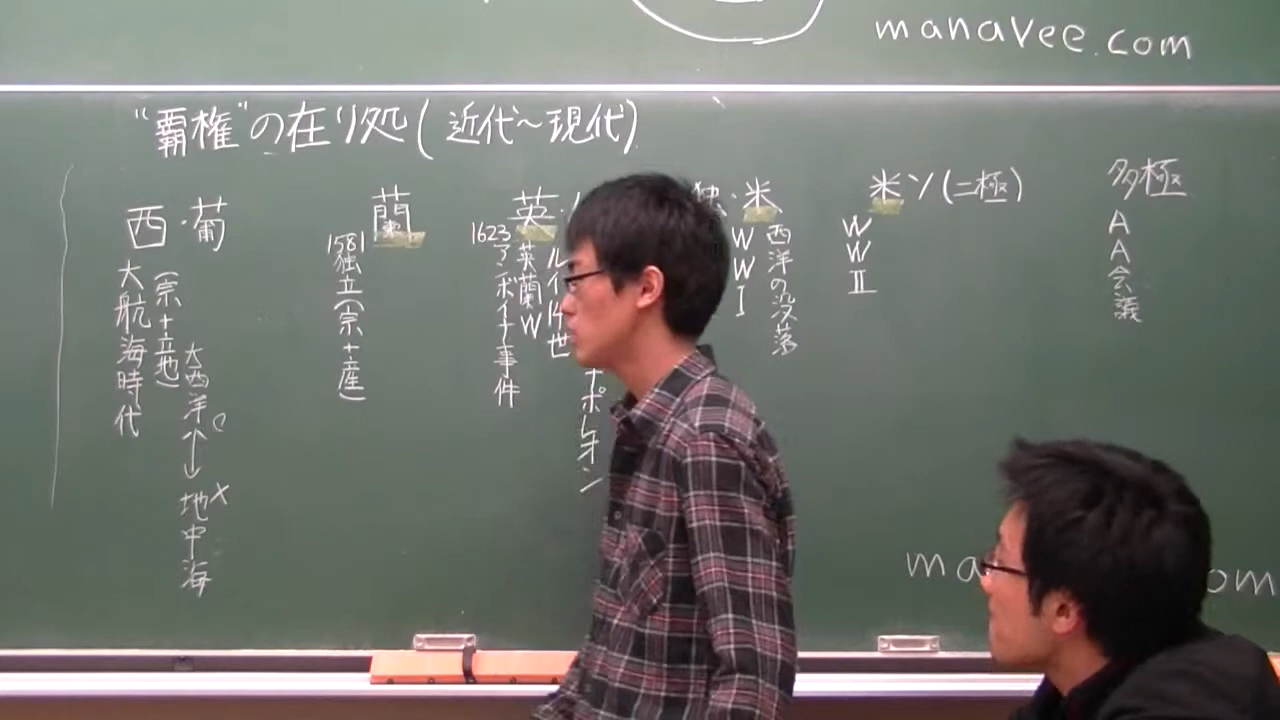 manavee.com
“覇権”の在り処(近代～現代)
西・葡
大航海時代
(宗+立地)
大西洋↔地中海
蘭
1581独立(宗+産)
英
1623アンボイナ事件
英蘭W
ルイ14世
ナポレオン
独・米
WWI
西洋の没落
米ソ(二極)
WWII
多極
AA会議